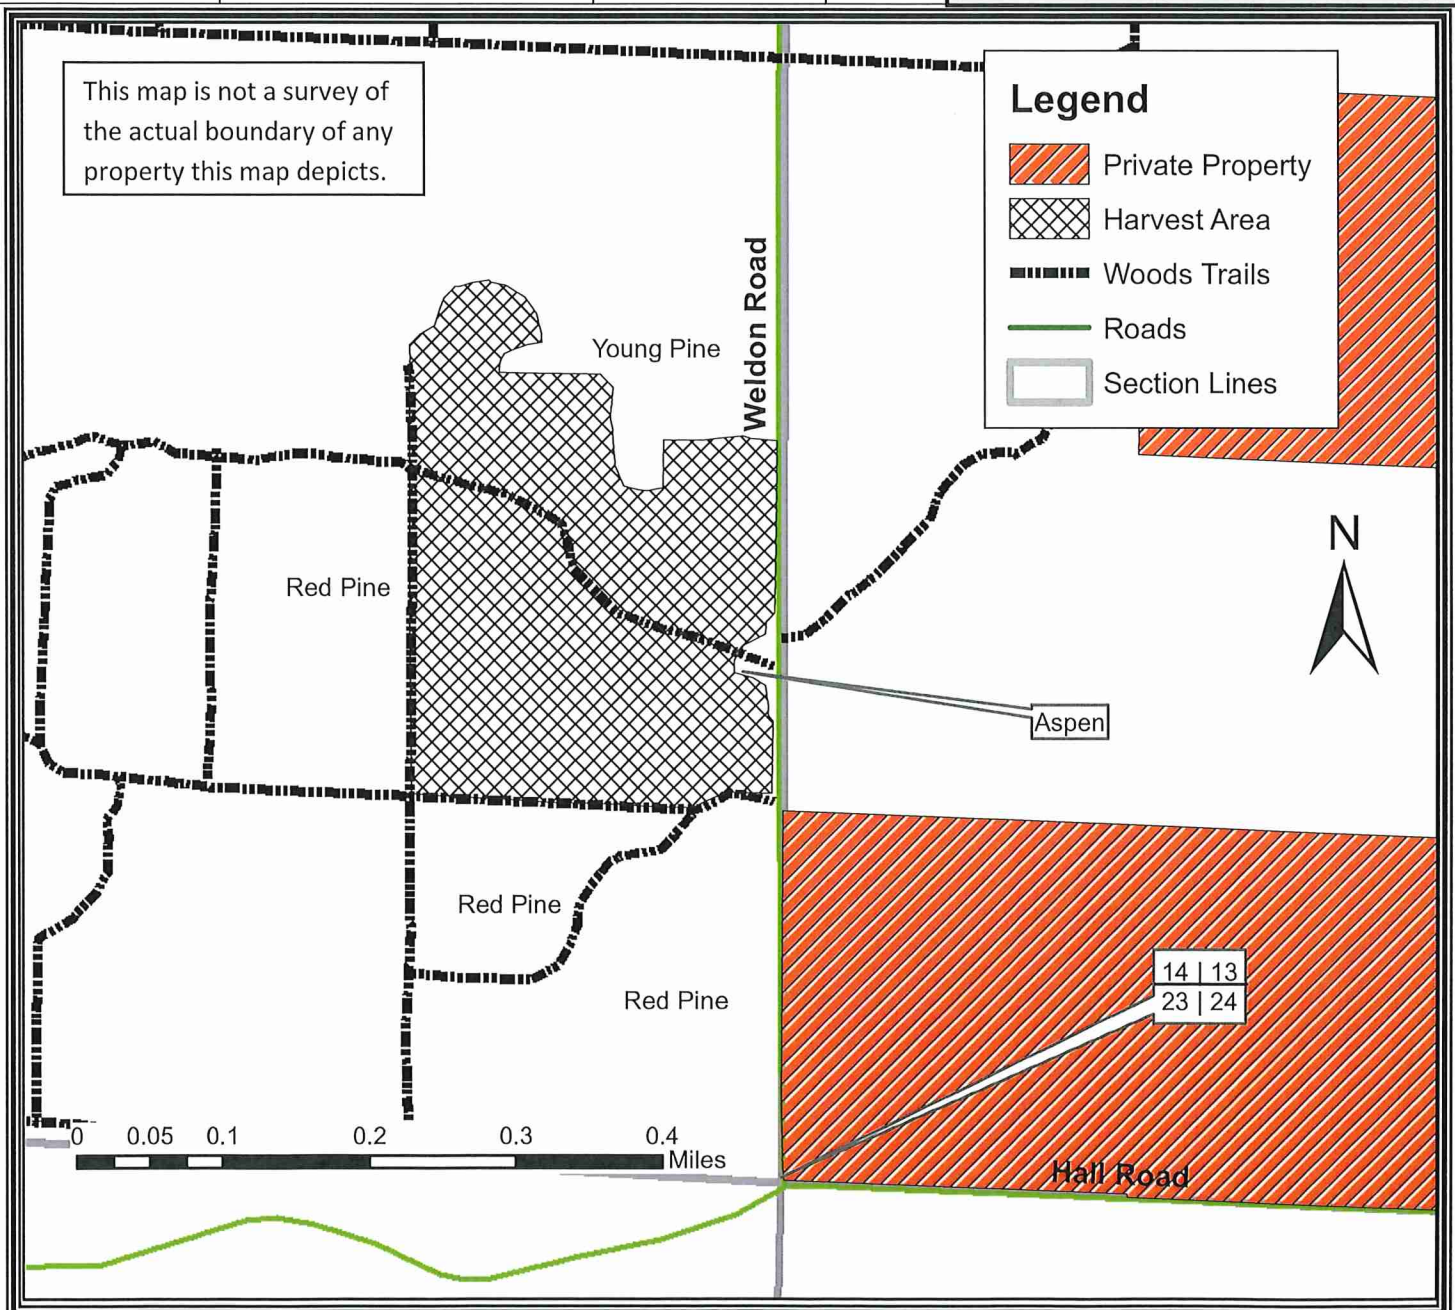 This map is not a survey of
the actual boundary of any
property this map depicts.
Legend
Private Property
Harvest Area
Woods Trails
Roads
Section Lines
Weldon Road
Young Pine
N
Red Pine
Aspen
Red Pine
14 | 13
23 | 24
Red Pine
0 0.05 0.1 0.2 0.3 0.4
Miles
Hall Road